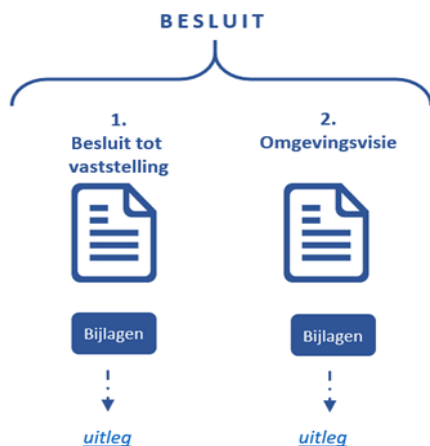 BESLUIT
1.
Besluit tot
vaststelling
2.
Omgevingsvisie
Bijlagen
Bijlagen
uitleg
uitleg